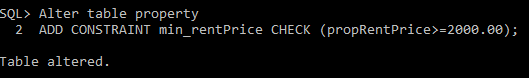 SQL> Alter table property
2 ADD CONSTRAINT min_rentPrice CHECK (propRentPrice>=2000.00);
Table altered.